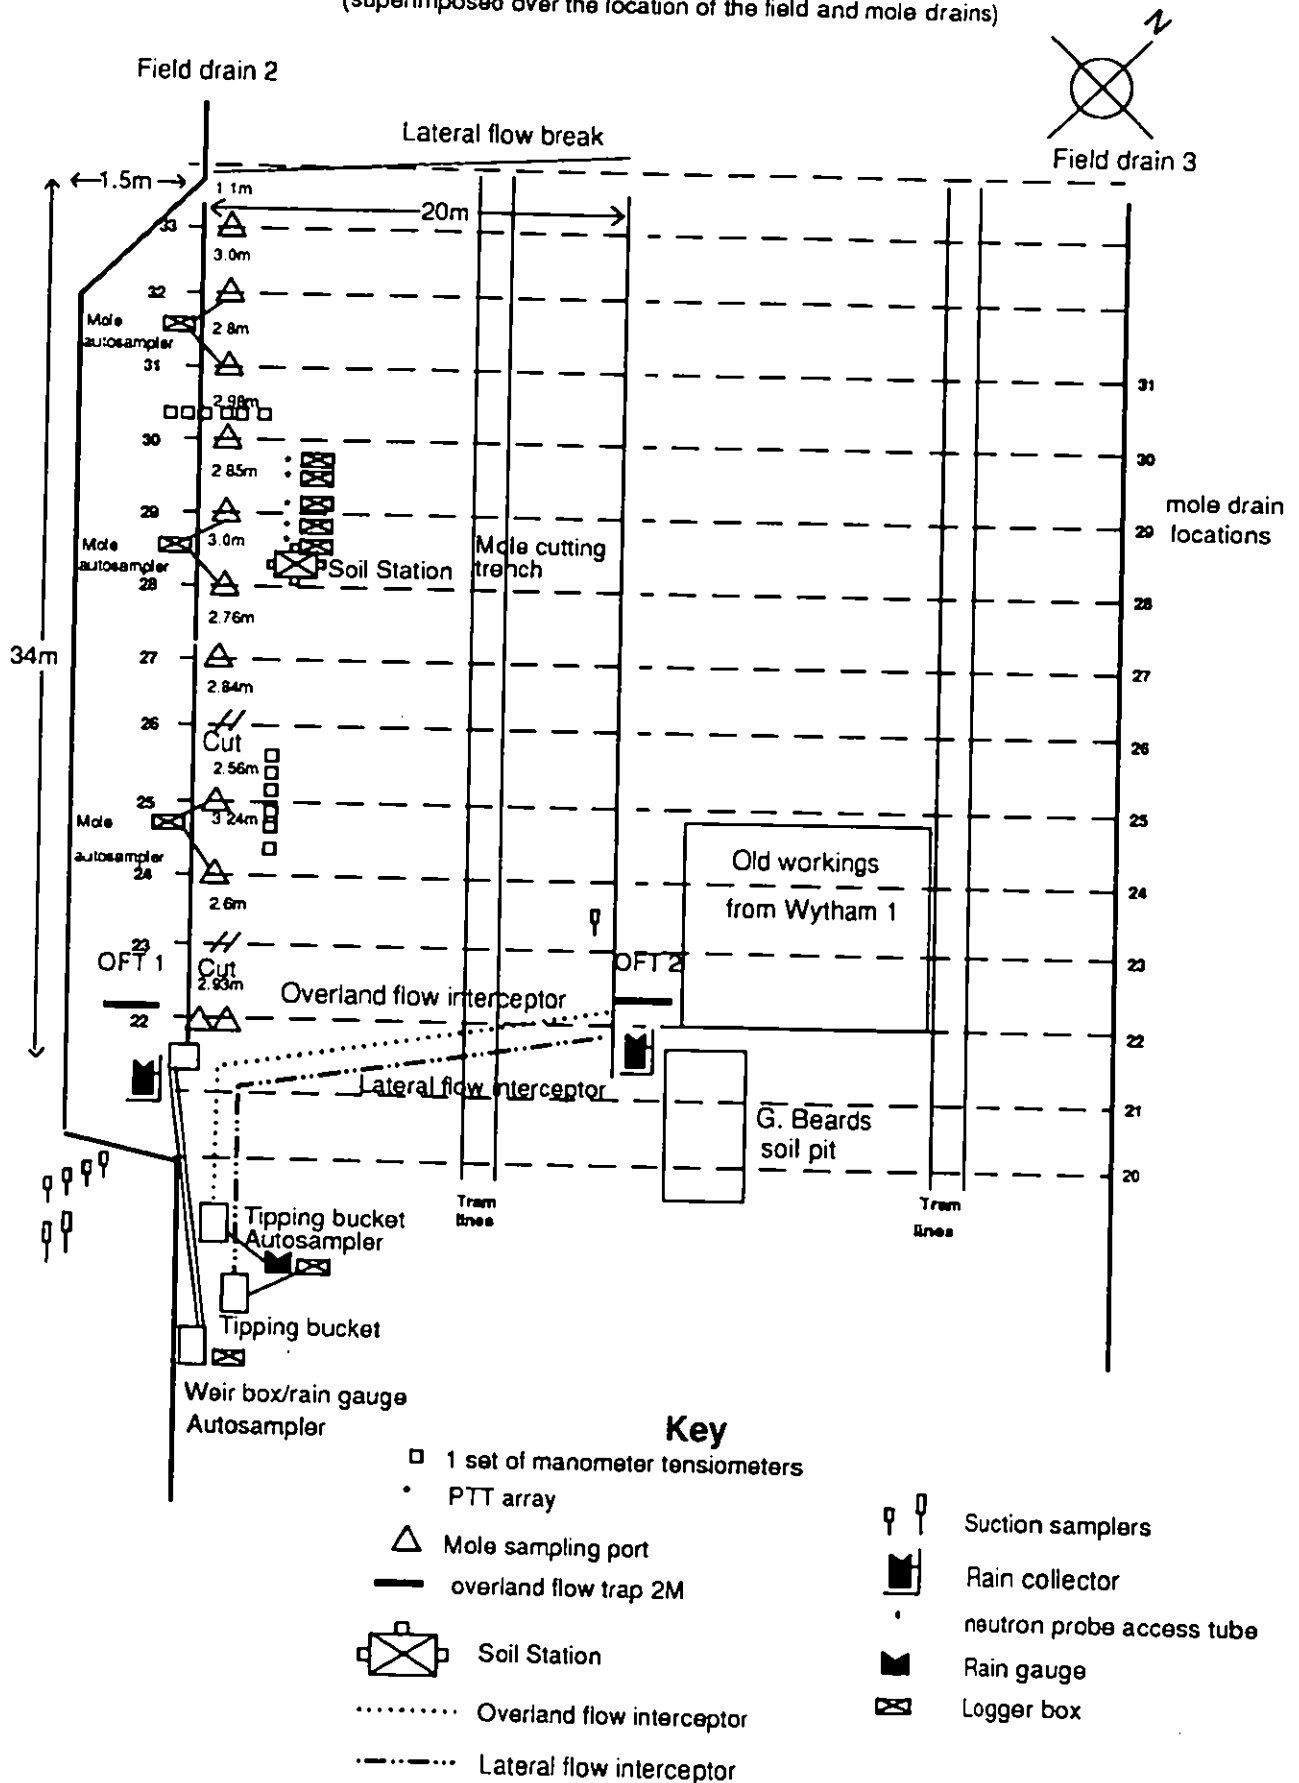 (superimposed over the location of the field and mole drains)
N
Field drain 2
Lateral flow break
Field drain 3
1.5m
1.1m
20m
33
3.0m
32
Mole
autosampler
2.8m
31
31
2.98m
30
30
2.85m
29
mole drain
locations
29
3.0m
Mole
autosampler
Mole cutting
trench
Soil Station
28
28
2.76m
34m
27
27
2.84m
26
26
Cut
2.56m
25
25
3.24m
Mole
autosampler
Old workings
from Wytham 1
24
24
2.6m
23
23
OFT 1
Cut
2.93m
OFT 2
Overland flow interceptor
22
22
Lateral flow interceptor
21
G. Beards
soil pit
20
Tram
lines
Tram
lines
Tipping bucket
Autosampler
Tipping bucket
Weir box/rain gauge
Autosampler
Key
1 set of manometer tensiometers
PTT array
Mole sampling port
overland flow trap 2M
Soil Station
Overland flow interceptor
Lateral flow interceptor
Suction samplers
Rain collector
neutron probe access tube
Rain gauge
Logger box